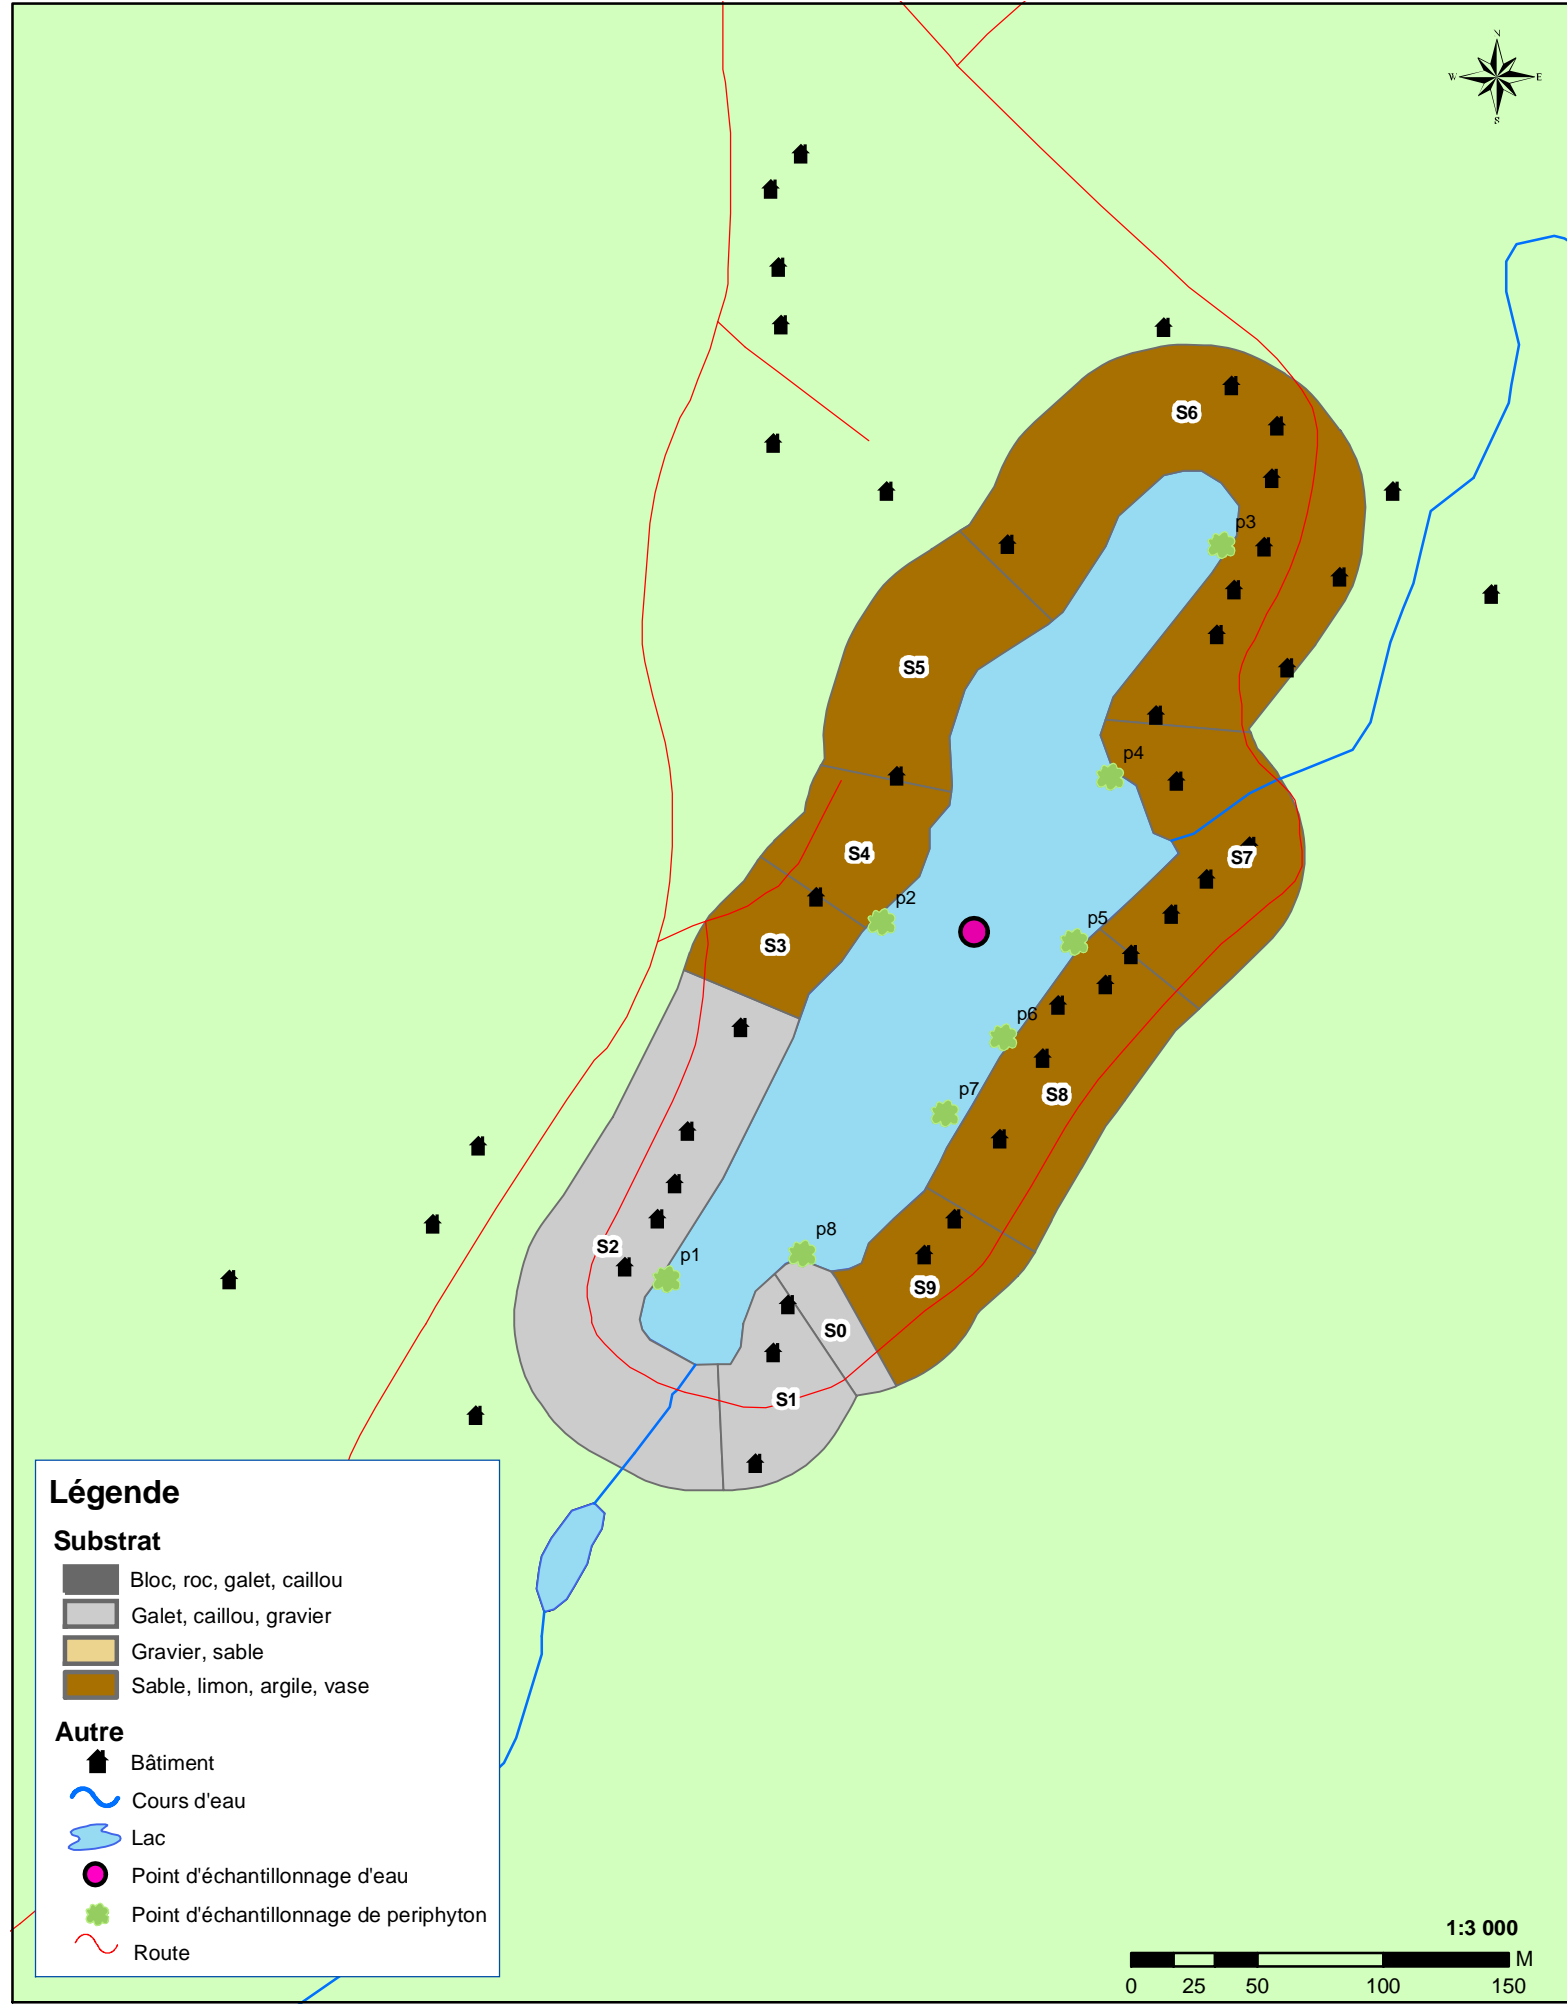 N
W E
S
S6
p3
S5
p4
S4
S7
p2
p5
S3
p6
S8
p7
p8
S2
p1
S9
S0
S1
Légende
Substrat
Bloc, roc, galet, caillou
Galet, caillou, gravier
Gravier, sable
Sable, limon, argile, vase
Autre
Bâtiment
Cours d'eau
Lac
Point d'échantillonnage d'eau
Point d'échantillonnage de periphyton
Route
1:3 000
M
0 25 50 100 150